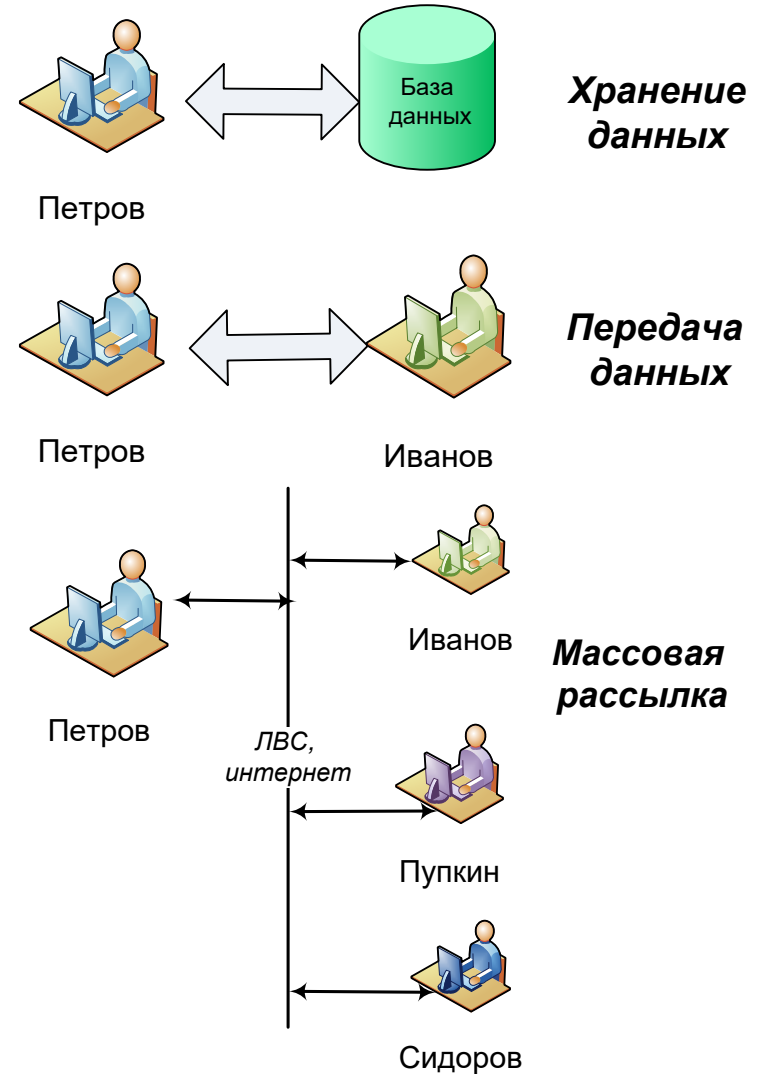 База
данных
Хранение
данных
Петров
Передача
данных
Петров
Иванов
Иванов
Массовая
рассылка
Петров
ЛВС,
интернет
Пупкин
Сидоров